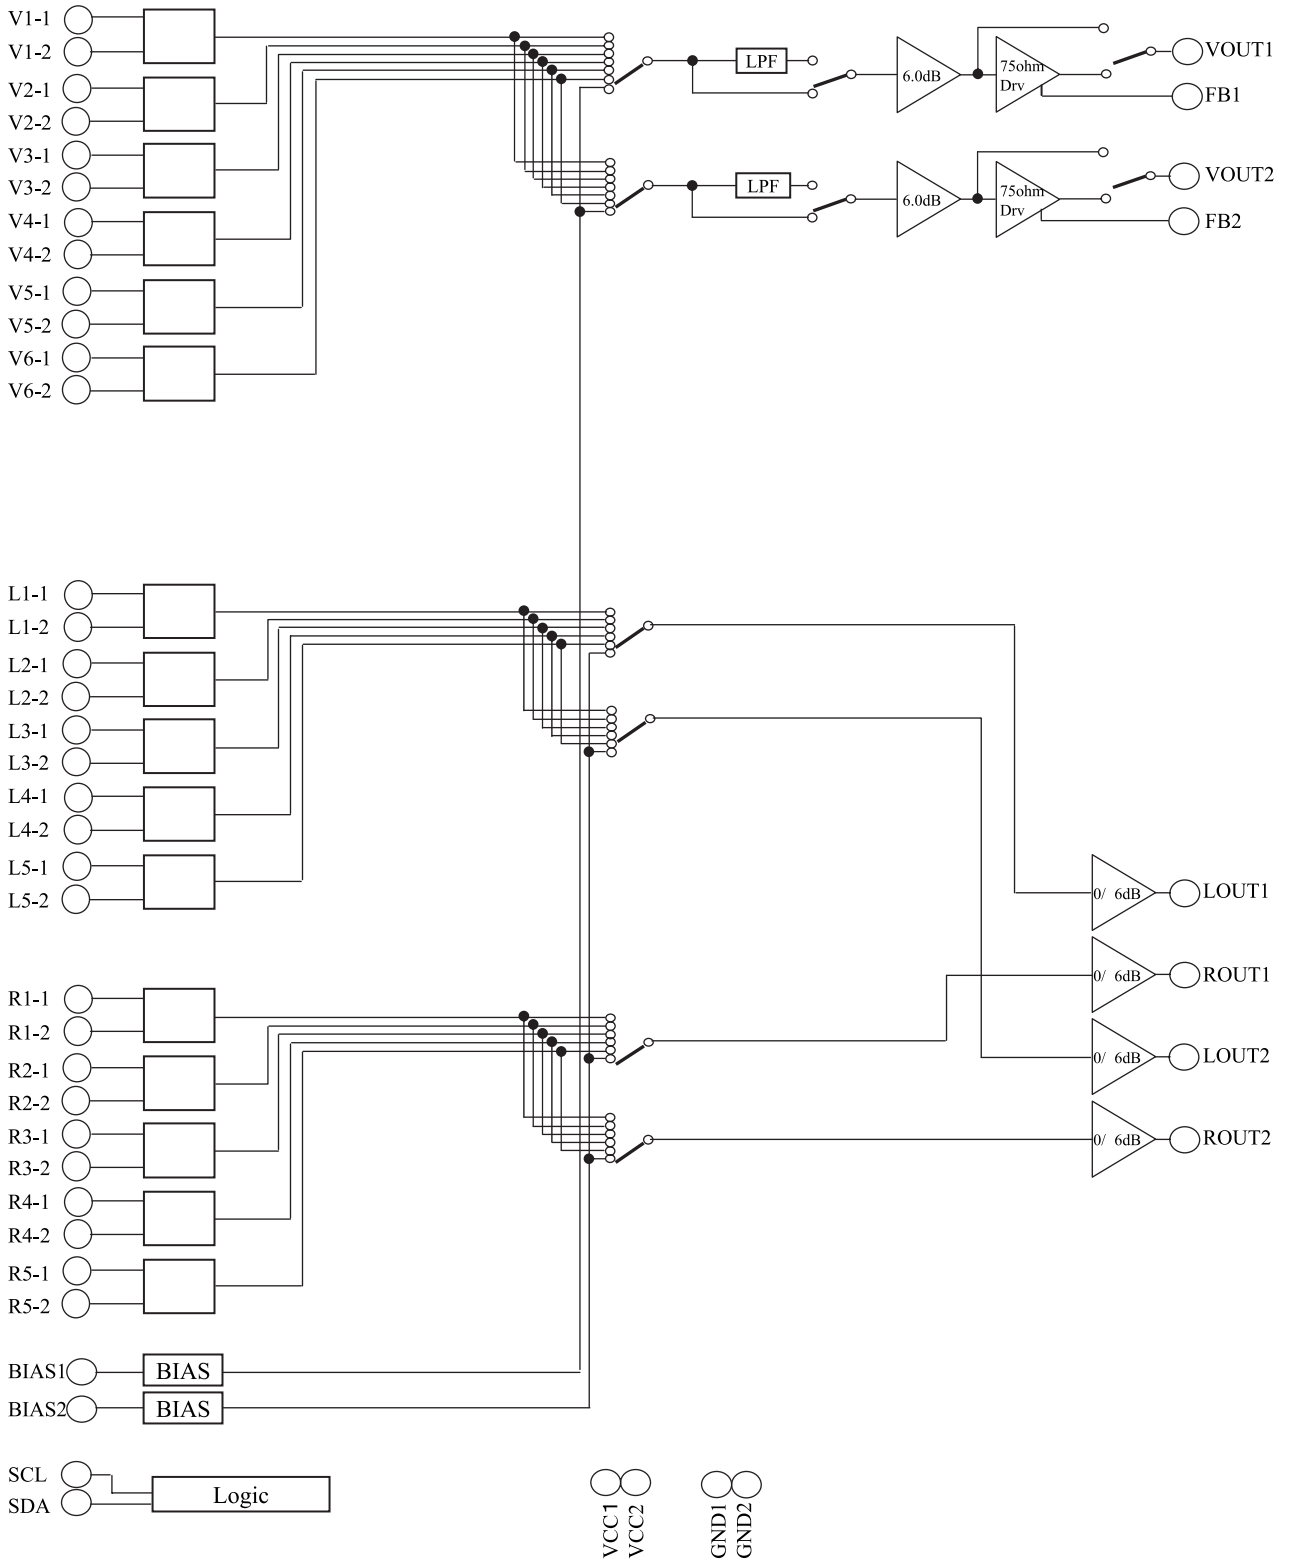 V1-1
V1-2
V2-1
V2-2
V3-1
V3-2
V4-1
V4-2
V5-1
V5-2
V6-1
V6-2
LPF
6.0dB
75ohm
Drv
VOUT1
FB1
LPF
6.0dB
75ohm
Drv
VOUT2
FB2
L1-1
L1-2
L2-1
L2-2
L3-1
L3-2
L4-1
L4-2
L5-1
L5-2
0/ 6dB
LOUT1
0/ 6dB
ROUT1
0/ 6dB
LOUT2
0/ 6dB
ROUT2
R1-1
R1-2
R2-1
R2-2
R3-1
R3-2
R4-1
R4-2
R5-1
R5-2
BIAS1
BIAS
BIAS2
BIAS
SCL
SDA
Logic
VCC1
VCC2
GND1
GND2